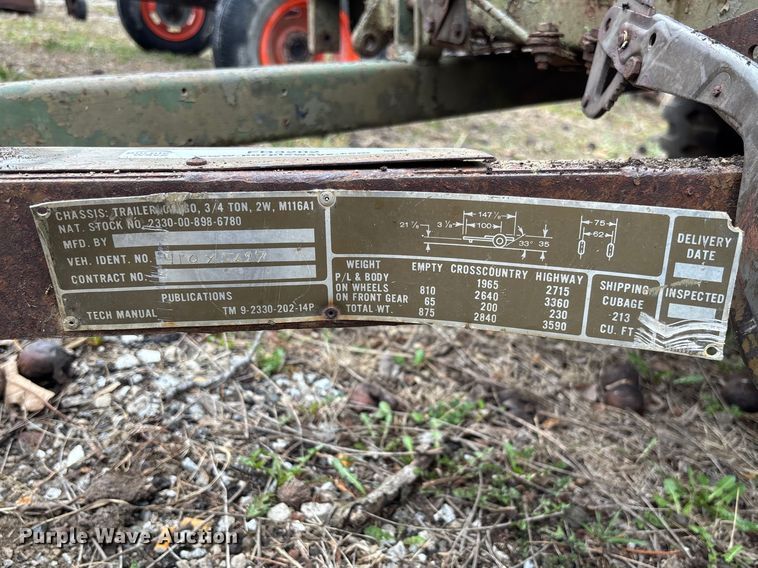 CHASSIS: TRAILER, CARGO, 3/4 TON, 2W, M116A1
NAT. STOCK NO. 2330-00-898-6780
MFD. BY
VEH. IDENT. NO.
CONTRACT NO.
PUBLICATIONS
TECH MANUAL TM 9-2330-202-14P
147 ⅛
21 ⅞ 3 ⅛ 100
33 35
75
62
WEIGHT EMPTY CROSSCOUNTRY HIGHWAY
P/L & BODY 1965 2715
ON WHEELS 810 2640 3360
ON FRONT GEAR 65 200 230
TOTAL WT. 875 2840 3590
SHIPPING
CUBAGE
213
CU. FT.
DELIVERY
DATE
INSPECTED
Purple Wave Auction